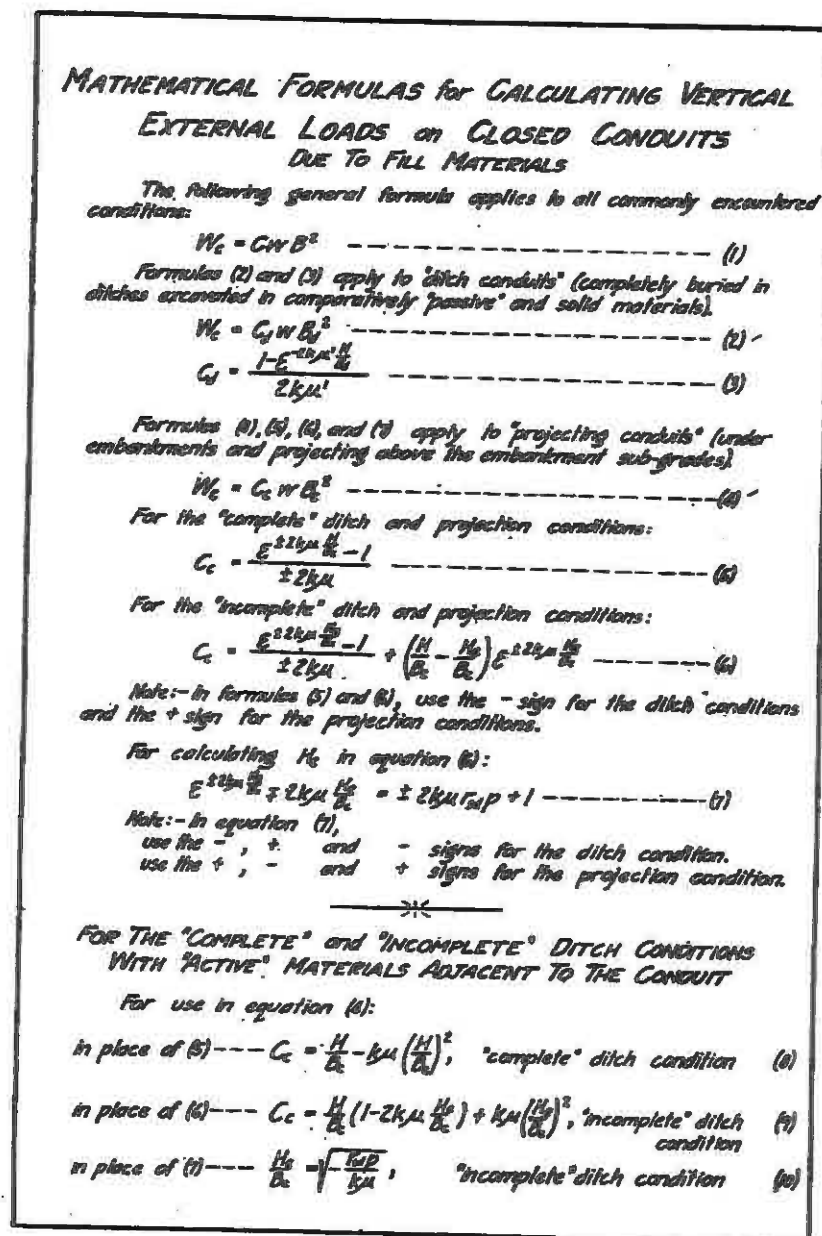 MATHEMATICAL FORMULAS for CALCULATING VERTICAL
EXTERNAL LOADS on CLOSED CONDUITS
DUE TO FILL MATERIALS
The following general formula applies to all commonly encountered
conditions:
W_c = C w B² ---- (1)
Formulas (2) and (3) apply to "ditch conduits" (completely buried in
ditches excavated in comparatively "passive" and solid materials).
W_c = C_d w B_d² ---- (2)
C_d = (1-ε^(-2kμ' H/B_d)) / (2kμ') ---- (3)
Formulas (4), (5), (6), and (7) apply to "projecting conduits" (under
embankments and projecting above the embankment sub-grades).
W_c = C_c w B_c² ---- (4)
For the "complete" ditch and projection conditions:
C_c = (ε^(±2kμ H/B_c) - 1) / (±2kμ) ---- (5)
For the "incomplete" ditch and projection conditions:
C_c = (ε^(±2kμ H_e/B_c) - 1) / (±2kμ) + (H/B_c - H_e/B_c) ε^(±2kμ H_e/B_c) ---- (6)
Note:- In formulas (5) and (6), use the - sign for the ditch conditions
and the + sign for the projection conditions.
For calculating H_e in equation (6):
ε^(±2kμ H_e/B_c) ∓ 2kμ H_e/B_c = ± 2kμ r_sd p + 1 ---- (7)
Note:- In equation (7),
use the - , + and - signs for the ditch condition.
use the + , - and + signs for the projection condition.
FOR THE "COMPLETE" and "INCOMPLETE" DITCH CONDITIONS
WITH "ACTIVE" MATERIALS ADJACENT TO THE CONDUIT
For use in equation (4):
in place of (5)---- C_c = H/B_c - kμ (H/B_c)², "complete" ditch condition (8)
in place of (6)--- C_c = H/B_c (1-2kμ H_e/B_c) + kμ (H_e/B_c)², "incomplete" ditch (9)
condition
in place of (7)---- H_e/B_c = √(- r_sd p / kμ), "incomplete" ditch condition (10)